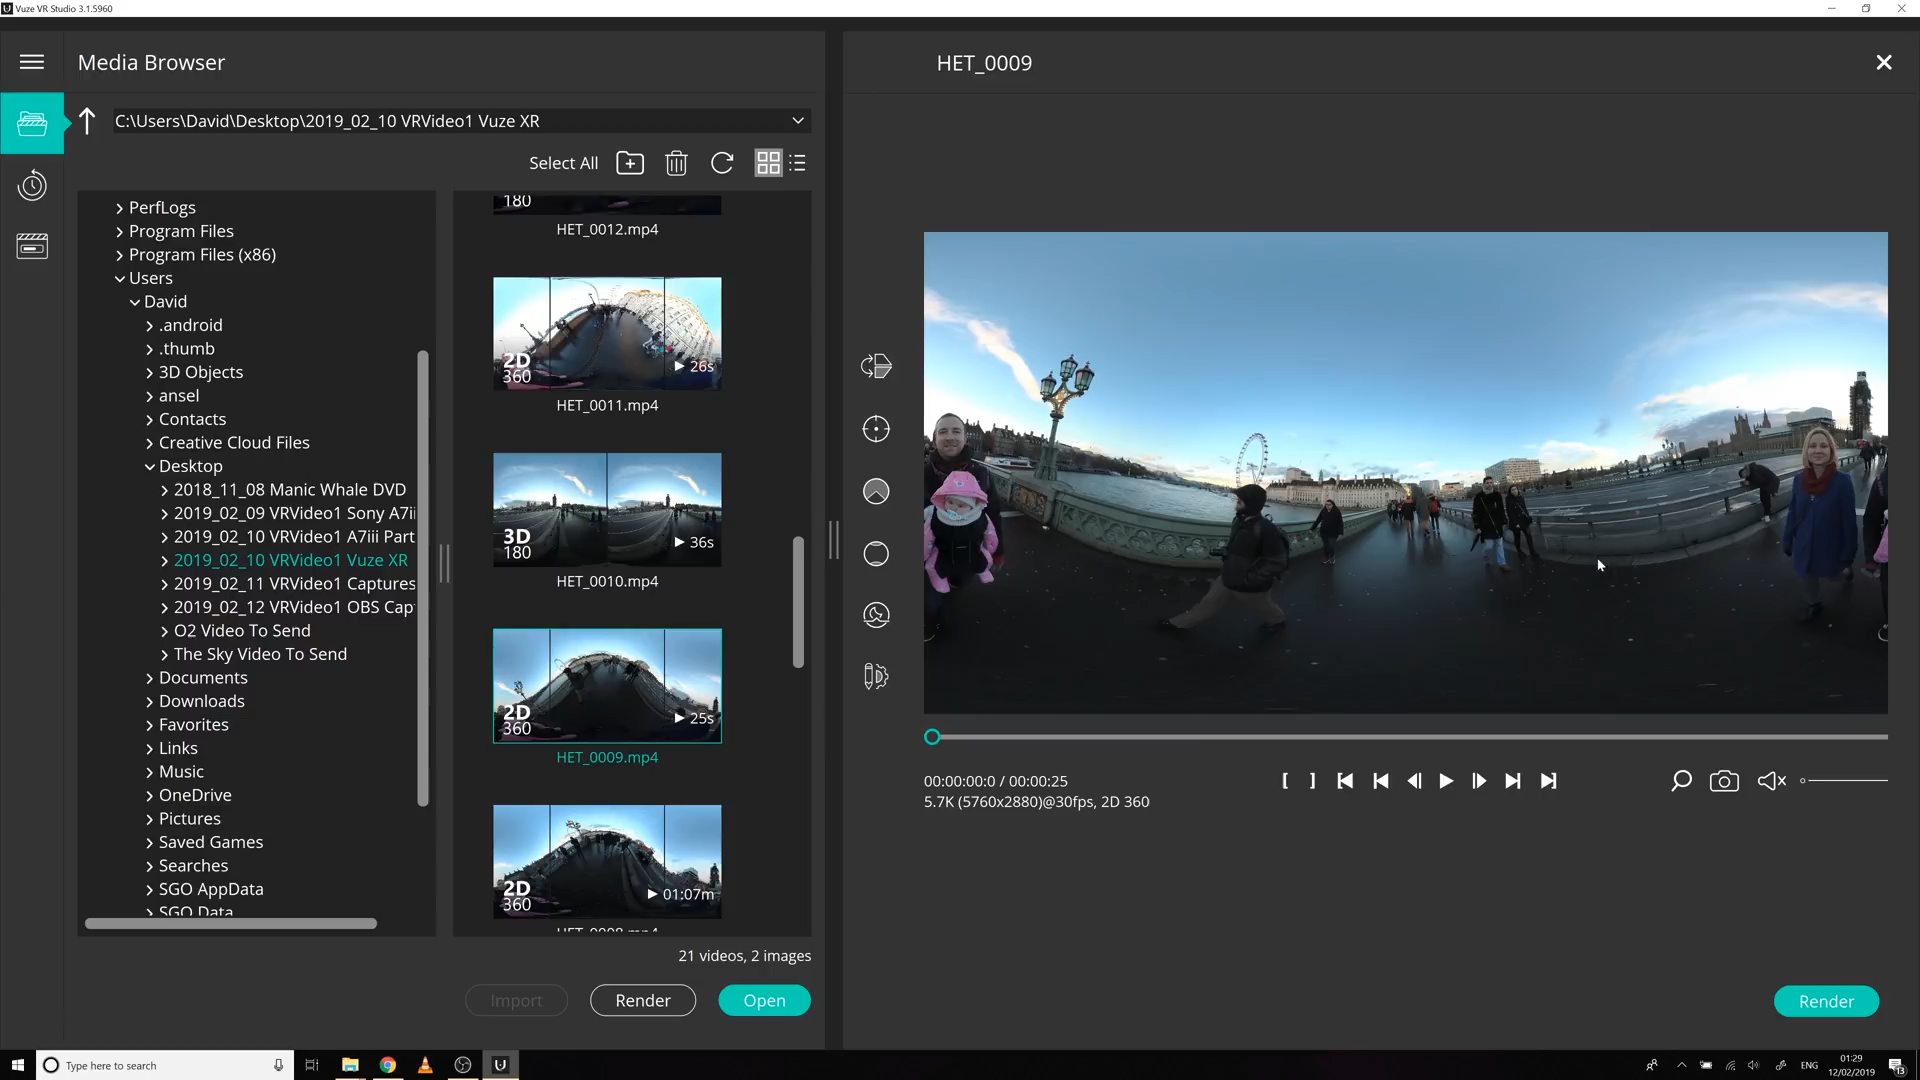 Vuze VR Studio 3.1.5960
Media Browser
C:\Users\David\Desktop\2019_02_10 VRVideo1 Vuze XR
Select All
PerfLogs
Program Files
Program Files (x86)
Users
David
.android
.thumb
3D Objects
ansel
Contacts
Creative Cloud Files
Desktop
2018_11_08 Manic Whale DVD
2019_02_09 VRVideo1 Sony A7ii
2019_02_10 VRVideo1 A7iii Part
2019_02_10 VRVideo1 Vuze XR
2019_02_11 VRVideo1 Captures
2019_02_12 VRVideo1 OBS Cap
O2 Video To Send
The Sky Video To Send
Documents
Downloads
Favorites
Links
Music
OneDrive
Pictures
Saved Games
Searches
SGO AppData
SGO Data
180
HET_0012.mp4
2D
360
26s
HET_0011.mp4
3D
180
36s
HET_0010.mp4
2D
360
25s
HET_0009.mp4
2D
360
01:07m
HET_0008.mp4
21 videos, 2 images
Import
Render
Open
HET_0009
00:00:00:0 / 00:00:25
5.7K (5760x2880)@30fps, 2D 360
Render
Type here to search
ENG
01:29
12/02/2019
13